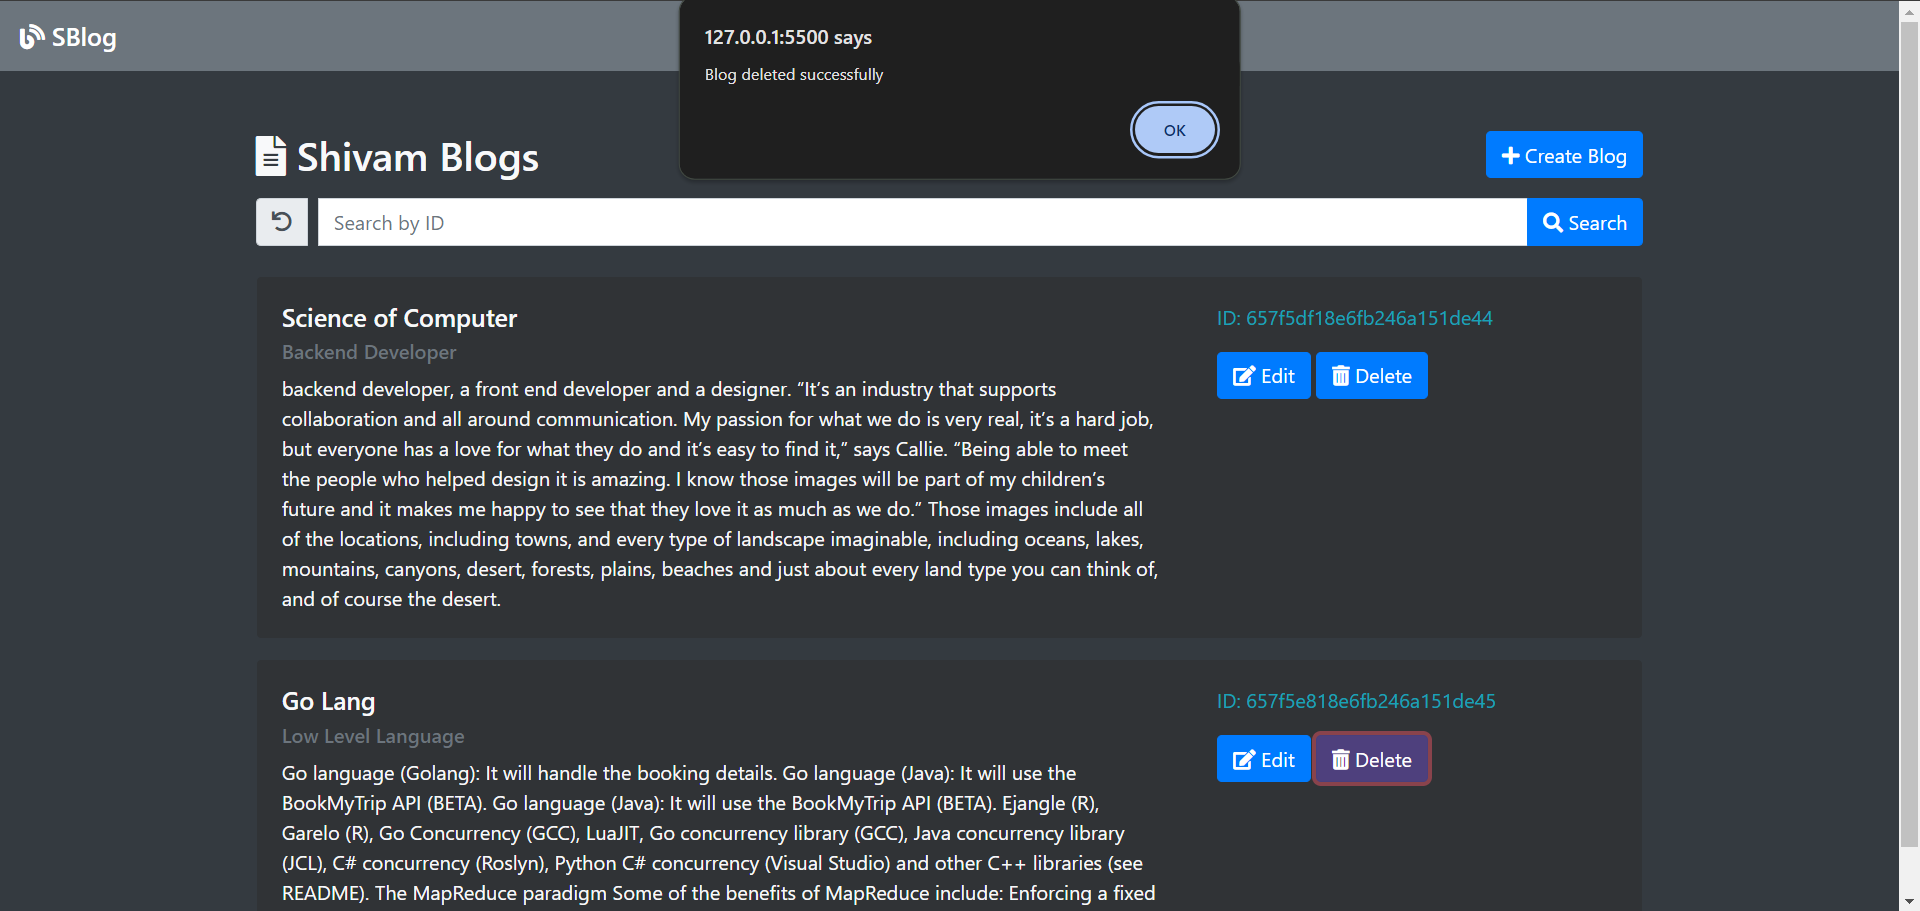 SBlog
127.0.0.1:5500 says
Blog deleted successfully
OK
Shivam Blogs
Create Blog
Search by ID
Search
Science of Computer
Backend Developer
backend developer, a front end developer and a designer. “It’s an industry that supports
collaboration and all around communication. My passion for what we do is very real, it’s a hard job,
but everyone has a love for what they do and it’s easy to find it,” says Callie. “Being able to meet
the people who helped design it is amazing. I know those images will be part of my children’s
future and it makes me happy to see that they love it as much as we do.” Those images include all
of the locations, including towns, and every type of landscape imaginable, including oceans, lakes,
mountains, canyons, desert, forests, plains, beaches and just about every land type you can think of,
and of course the desert.
ID: 657f5df18e6fb246a151de44
Edit
Delete
Go Lang
Low Level Language
Go language (Golang): It will handle the booking details. Go language (Java): It will use the
BookMyTrip API (BETA). Go language (Java): It will use the BookMyTrip API (BETA). Ejangle (R),
Garelo (R), Go Concurrency (GCC), LuaJIT, Go concurrency library (GCC), Java concurrency library
(JCL), C# concurrency (Roslyn), Python C# concurrency (Visual Studio) and other C++ libraries (see
README). The MapReduce paradigm Some of the benefits of MapReduce include: Enforcing a fixed
ID: 657f5e818e6fb246a151de45
Edit
Delete